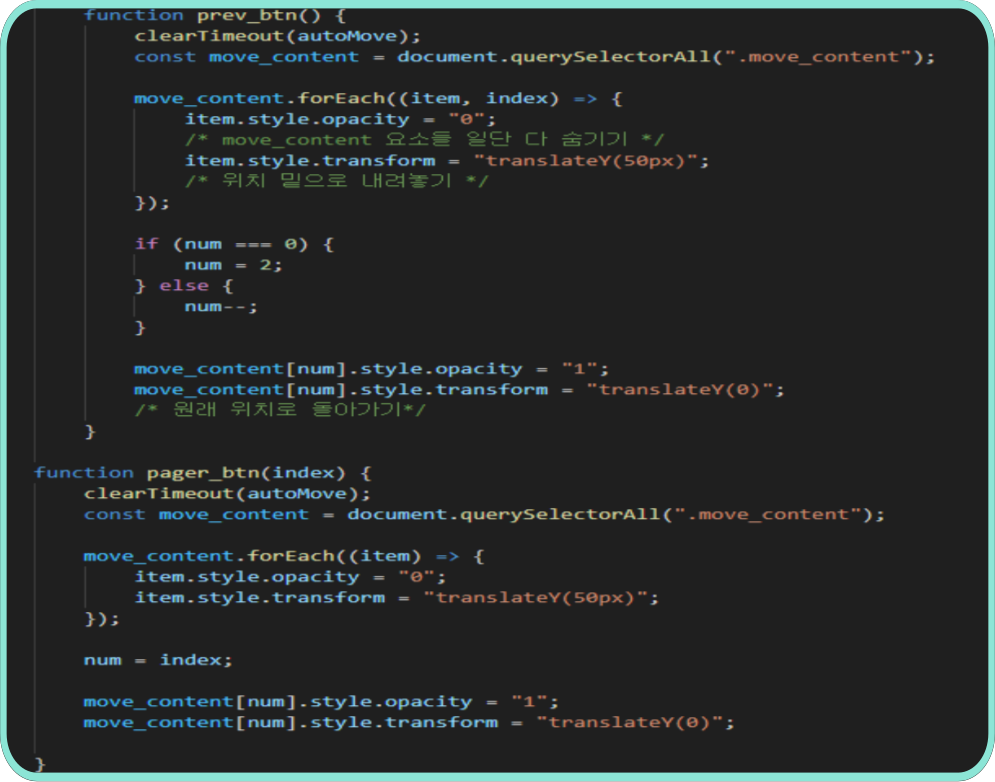 function prev_btn() {
clearTimeout(autoMove);
const move_content = document.querySelectorAll(".move_content");
move_content.forEach((item, index) => {
item.style.opacity = "0";
/* move_content 요소들 일단 다 숨기기 */
item.style.transform = "translateY(50px)";
/* 위치 밑으로 내려놓기 */
});
if (num === 0) {
num = 2;
} else {
num--;
}
move_content[num].style.opacity = "1";
move_content[num].style.transform = "translateY(0)";
/* 원래 위치로 돌아가기*/
}
function pager_btn(index) {
clearTimeout(autoMove);
const move_content = document.querySelectorAll(".move_content");
move_content.forEach((item) => {
item.style.opacity = "0";
item.style.transform = "translateY(50px)";
});
num = index;
move_content[num].style.opacity = "1";
move_content[num].style.transform = "translateY(0)";
}